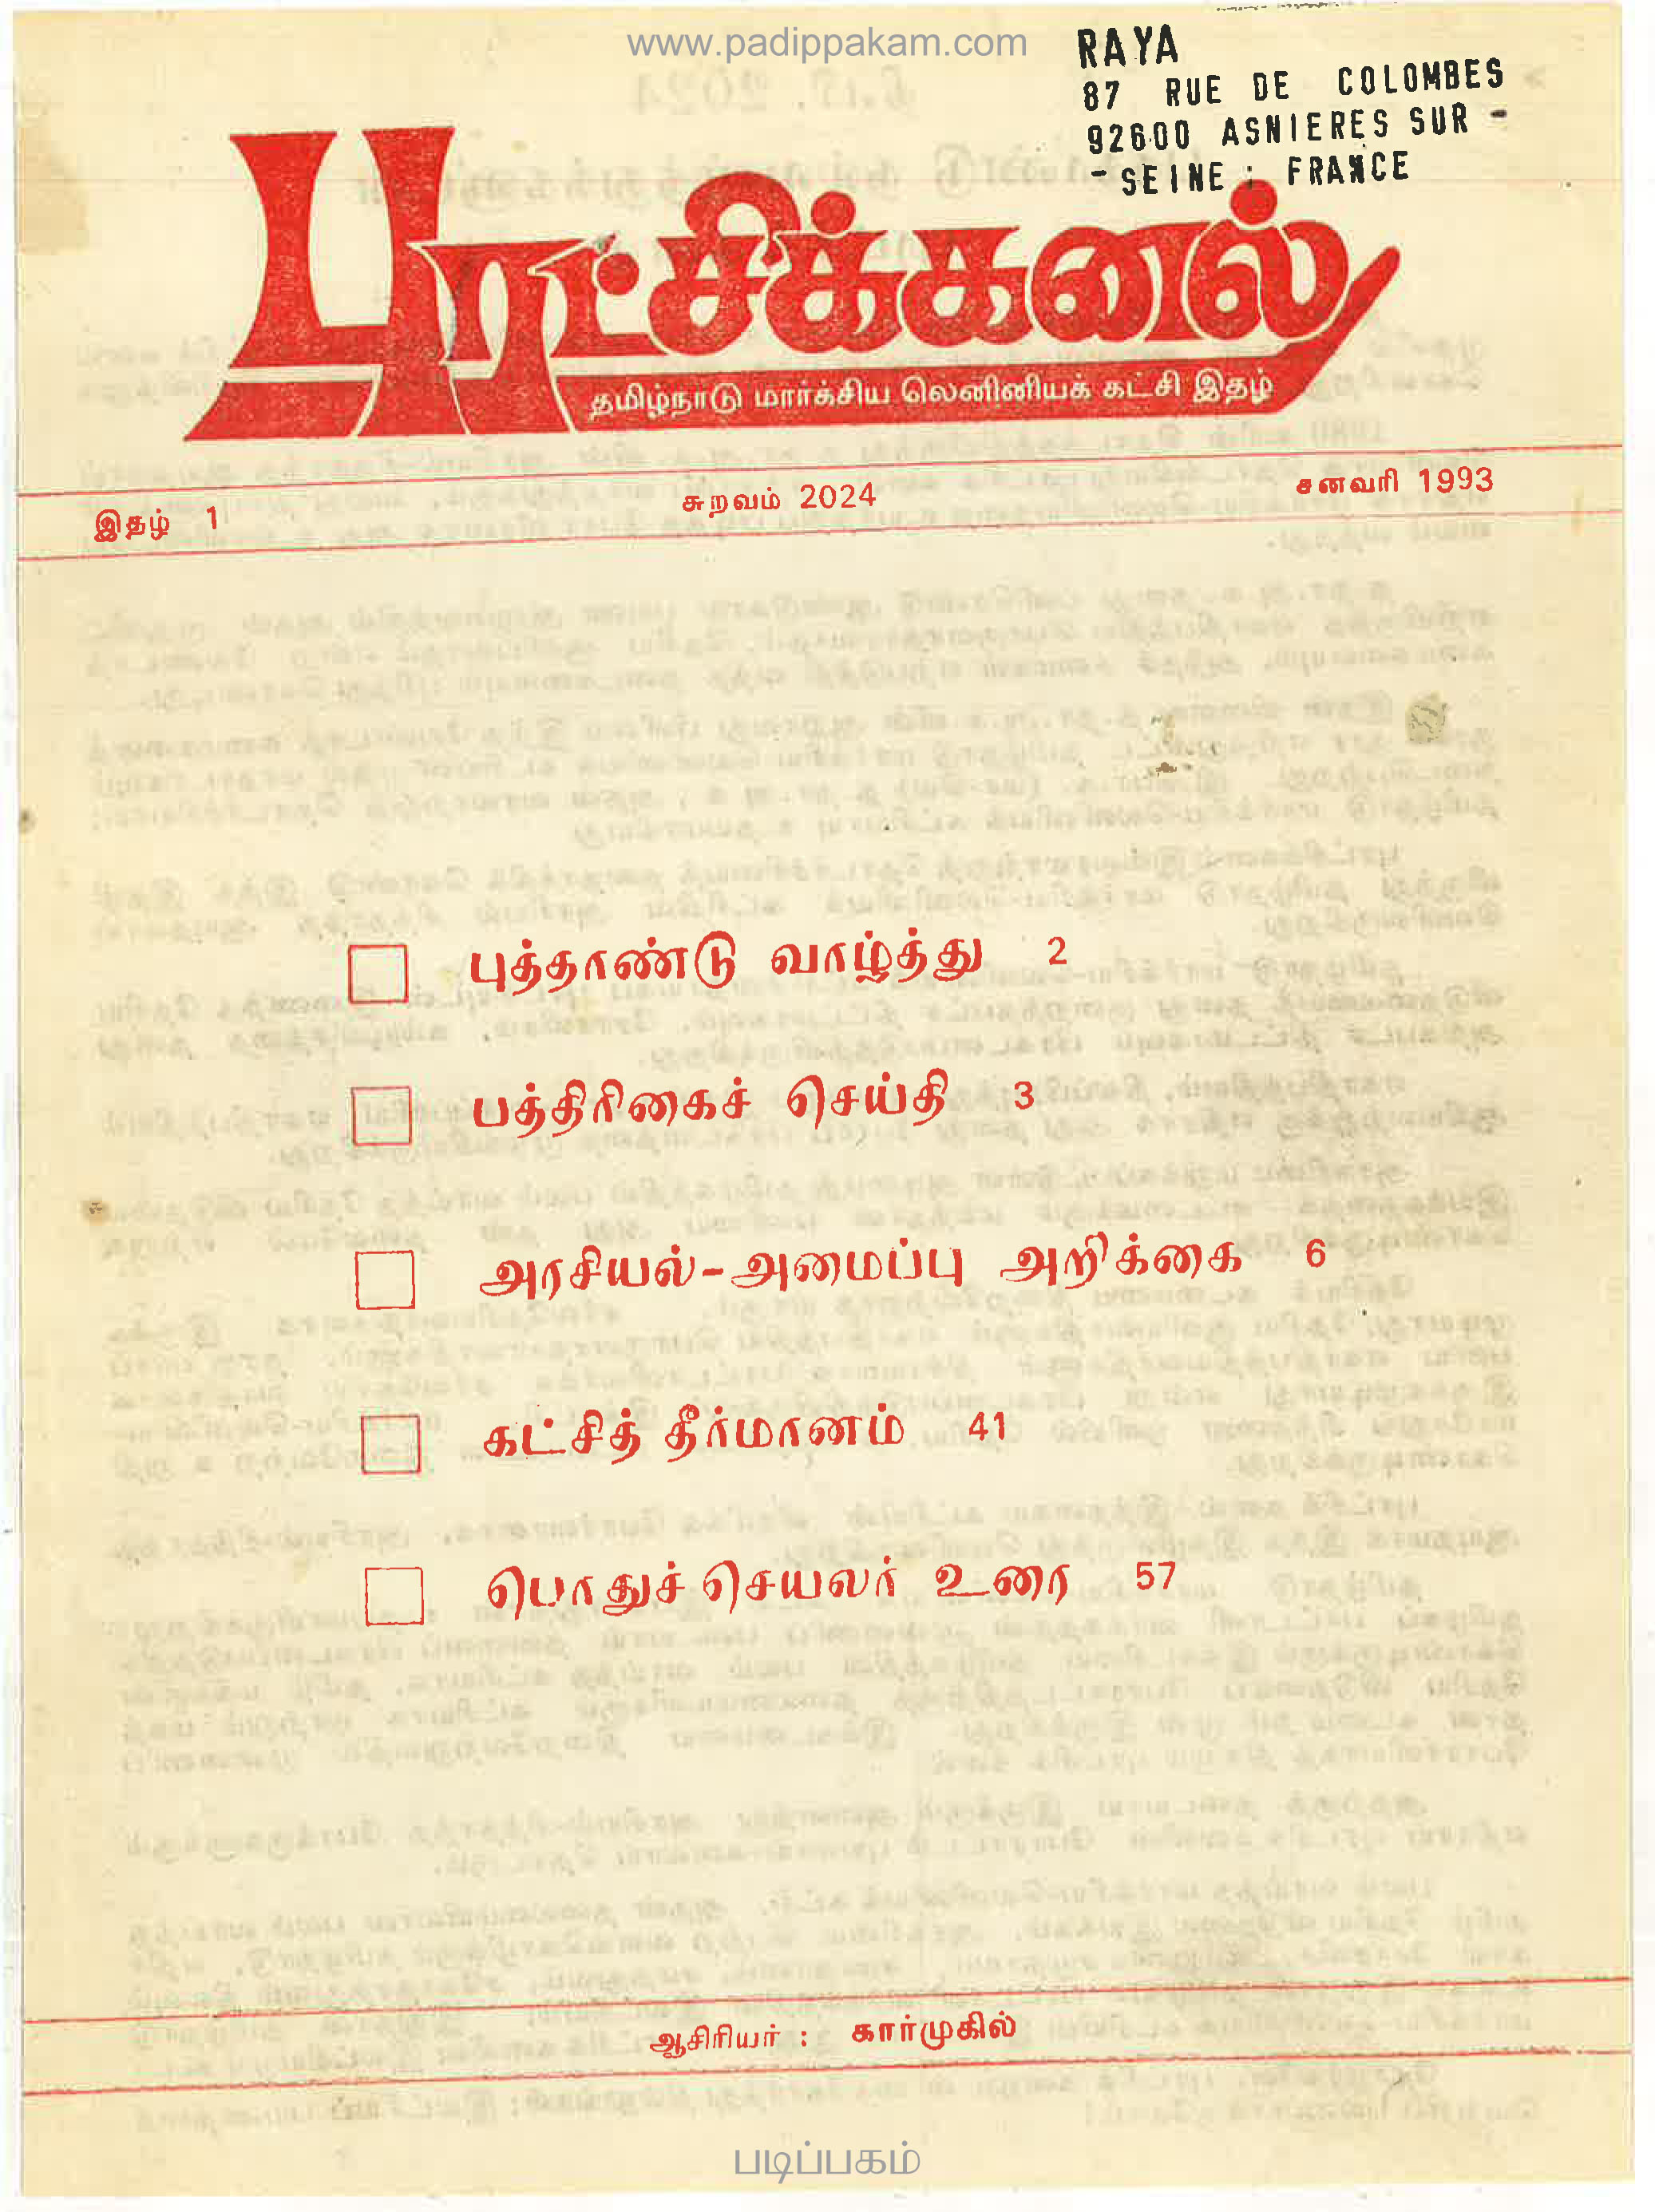 www.padippakam.com
RAYA
87 RUE DE COLOMBES
92600 ASNIERES SUR -
- SEINE : FRANCE
புரட்சிக்கனல்
தமிழ்நாடு மார்க்சிய லெனினியக் கட்சி இதழ்
இதழ் 1
சுறவம் 2024
சனவரி 1993
புத்தாண்டு வாழ்த்து 2
பத்திரிகைச் செய்தி 3
அரசியல்-அமைப்பு அறிக்கை 6
கட்சித் தீர்மானம் 41
பொதுச் செயலர் உரை 57
ஆசிரியர் : கார்முகில்
படிப்பகம்